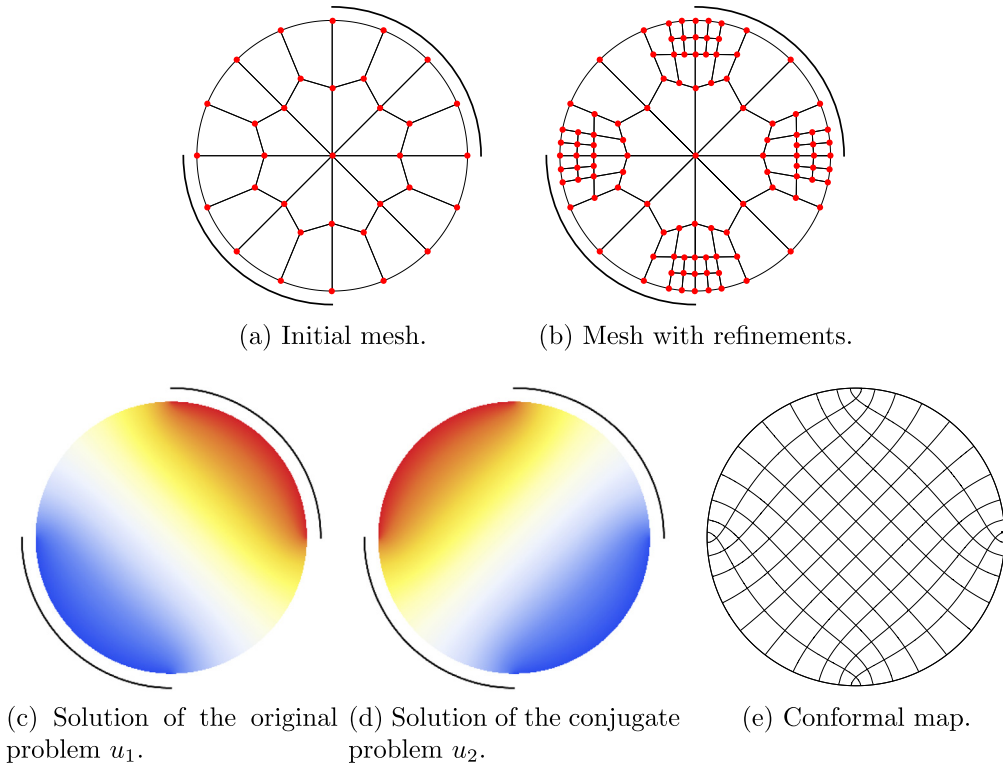 (a) Initial mesh.
(b) Mesh with refinements.
(c) Solution of the original
problem u₁.
(d) Solution of the conjugate
problem u₂.
(e) Conformal map.